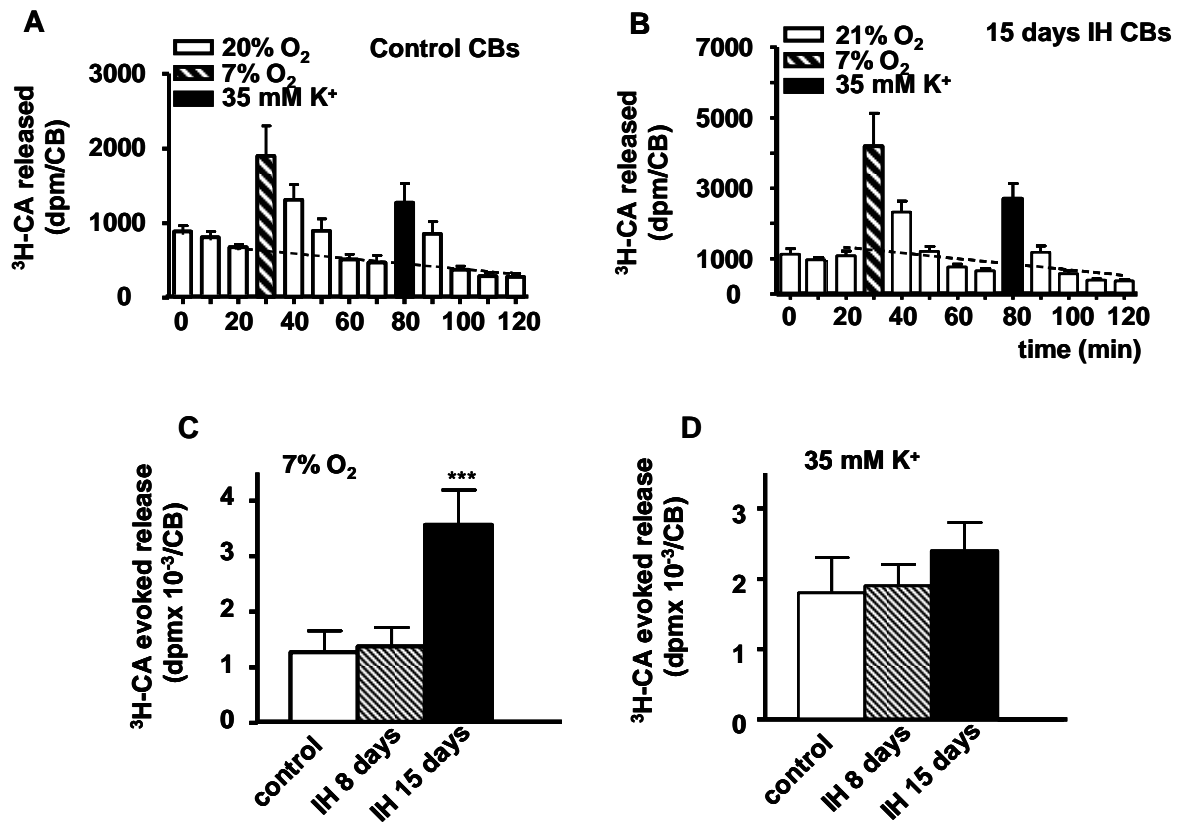 A
20% O2
7% O2
35 mM K+
Control CBs
3H-CA released
(dpm/CB)
3000
2000
1000
0
0 20 40 60 80 100 120
B
21% O2
7% O2
35 mM K+
15 days IH CBs
3H-CA released
(dpm/CB)
7000
5000
3000
1000
0
0 20 40 60 80 100 120
time (min)
C
7% O2
3H-CA evoked release
(dpmx 10-3/CB)
4
3
2
1
0
***
control
IH 8 days
IH 15 days
D
35 mM K+
3H-CA evoked release
(dpmx 10-3/CB)
3
2
1
0
control
IH 8 days
IH 15 days